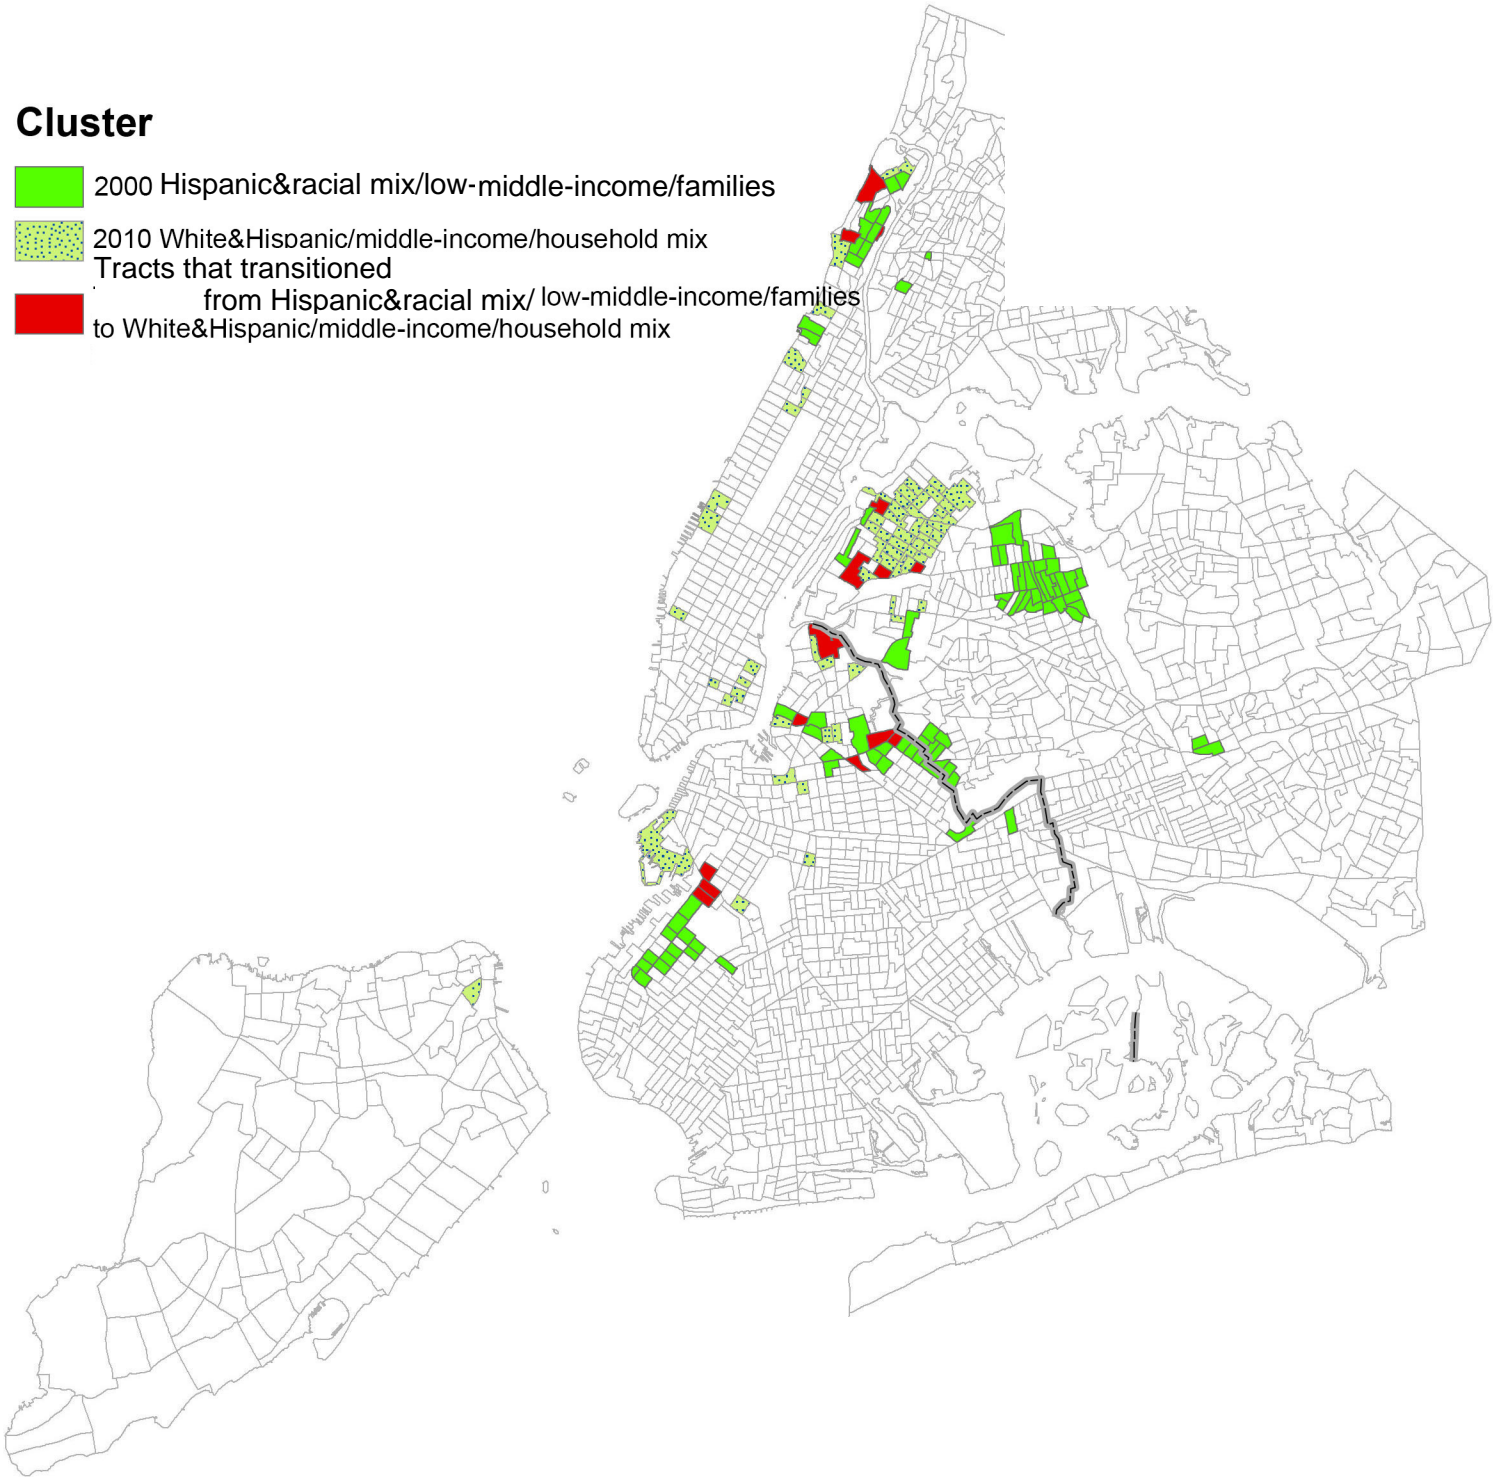 Cluster
2000 Hispanic&racial mix/low-middle-income/families
2010 White&Hispanic/middle-income/household mix
Tracts that transitioned
from Hispanic&racial mix/ low-middle-income/families
to White&Hispanic/middle-income/household mix